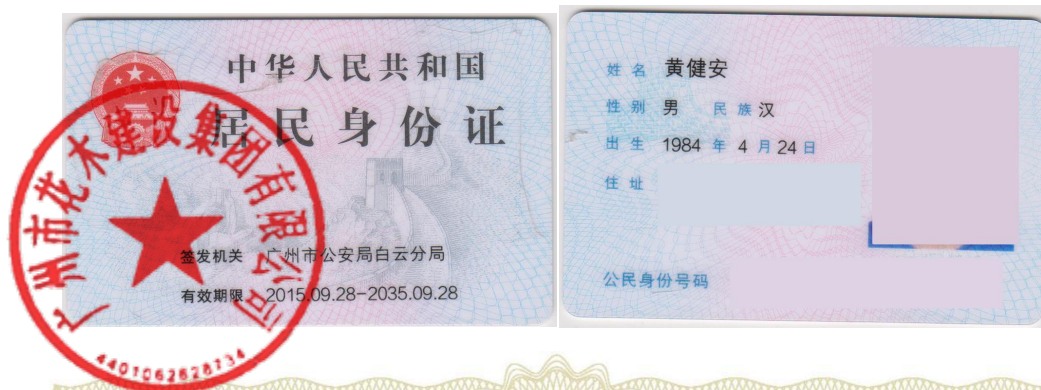 中华人民共和国
居民身份证
签发机关 广州市公安局白云分局
有效期限 2015.09.28-2035.09.28
广州市花木建设集团有限公司
4401062828734
姓名 黄健安
性别 男 民族 汉
出生 1984 年 4 月 24 日
住址
公民身份号码